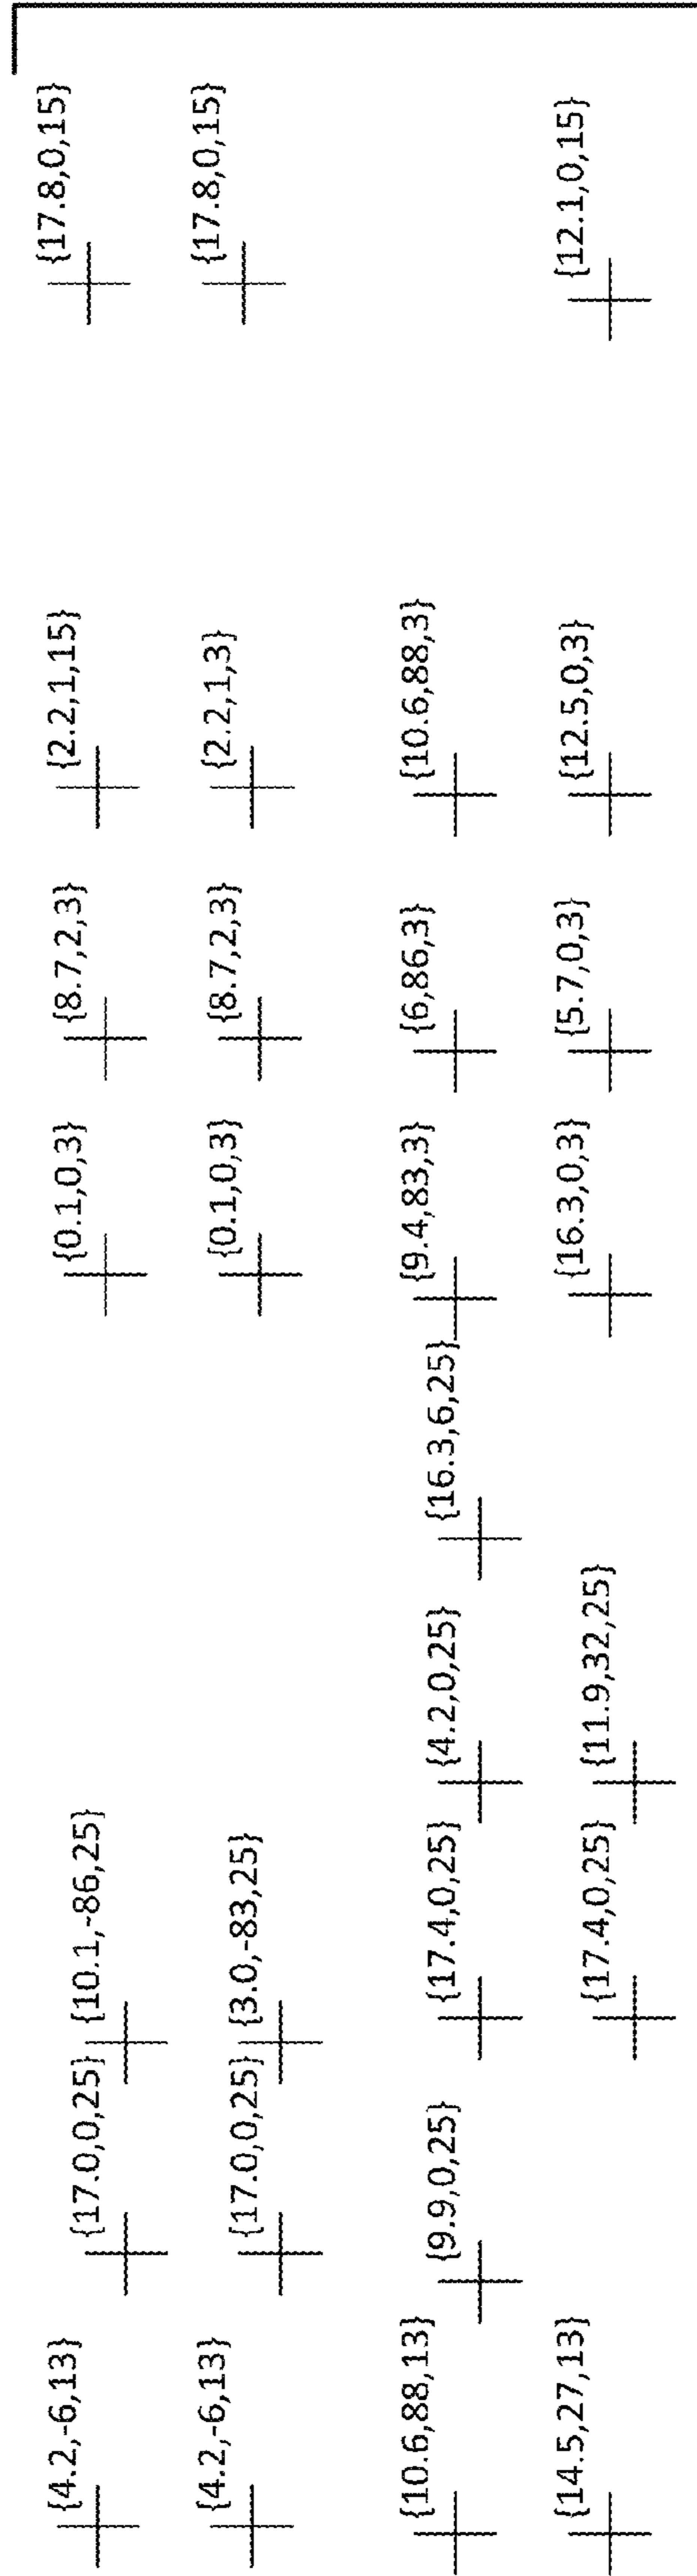 {4.2,-6,13} {17.0,0,25} {10.1,-86,25} {0.1,0,3} {8.7,2,3} {2.2,1,15} {17.8,0,15}
{4.2,-6,13} {17.0,0,25} {3.0,-83,25} {0.1,0,3} {8.7,2,3} {2.2,1,3} {17.8,0,15}
{10.6,88,13} {9.9,0,25} {17.4,0,25} {4.2,0,25} {16.3,6,25} {9.4,83,3} {6,86,3} {10.6,88,3}
{14.5,27,13} {17.4,0,25} {11.9,32,25} {16.3,0,3} {5.7,0,3} {12.5,0,3} {12.1,0,15}